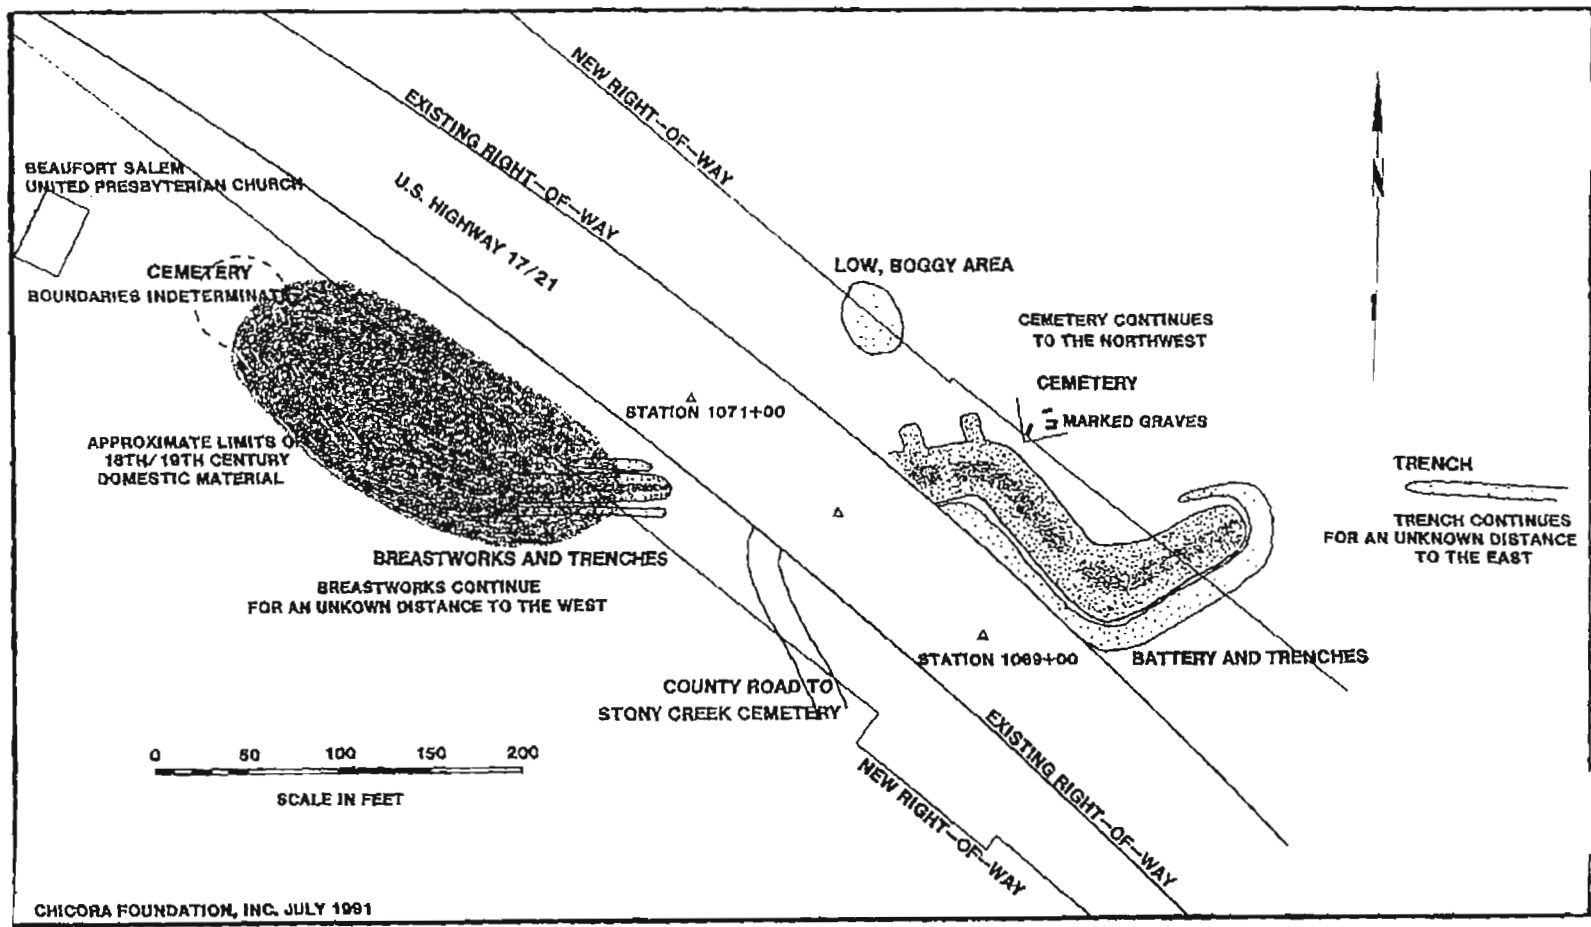 NEW RIGHT-OF-WAY
EXISTING RIGHT-OF-WAY
U.S. HIGHWAY 17/21
BEAUFORT SALEM
UNITED PRESBYTERIAN CHURCH
CEMETERY
BOUNDARIES INDETERMINATE
LOW, BOGGY AREA
CEMETERY CONTINUES
TO THE NORTHWEST
CEMETERY
MARKED GRAVES
N
STATION 1071+00
APPROXIMATE LIMITS OF
18TH/19TH CENTURY
DOMESTIC MATERIAL
TRENCH
TRENCH CONTINUES
FOR AN UNKNOWN DISTANCE
TO THE EAST
BREASTWORKS AND TRENCHES
BREASTWORKS CONTINUE
FOR AN UNKOWN DISTANCE TO THE WEST
STATION 1069+00
BATTERY AND TRENCHES
COUNTY ROAD TO
STONY CREEK CEMETERY
EXISTING RIGHT-OF-WAY
NEW RIGHT-OF-WAY
0 50 100 150 200
SCALE IN FEET
CHICORA FOUNDATION, INC. JULY 1991